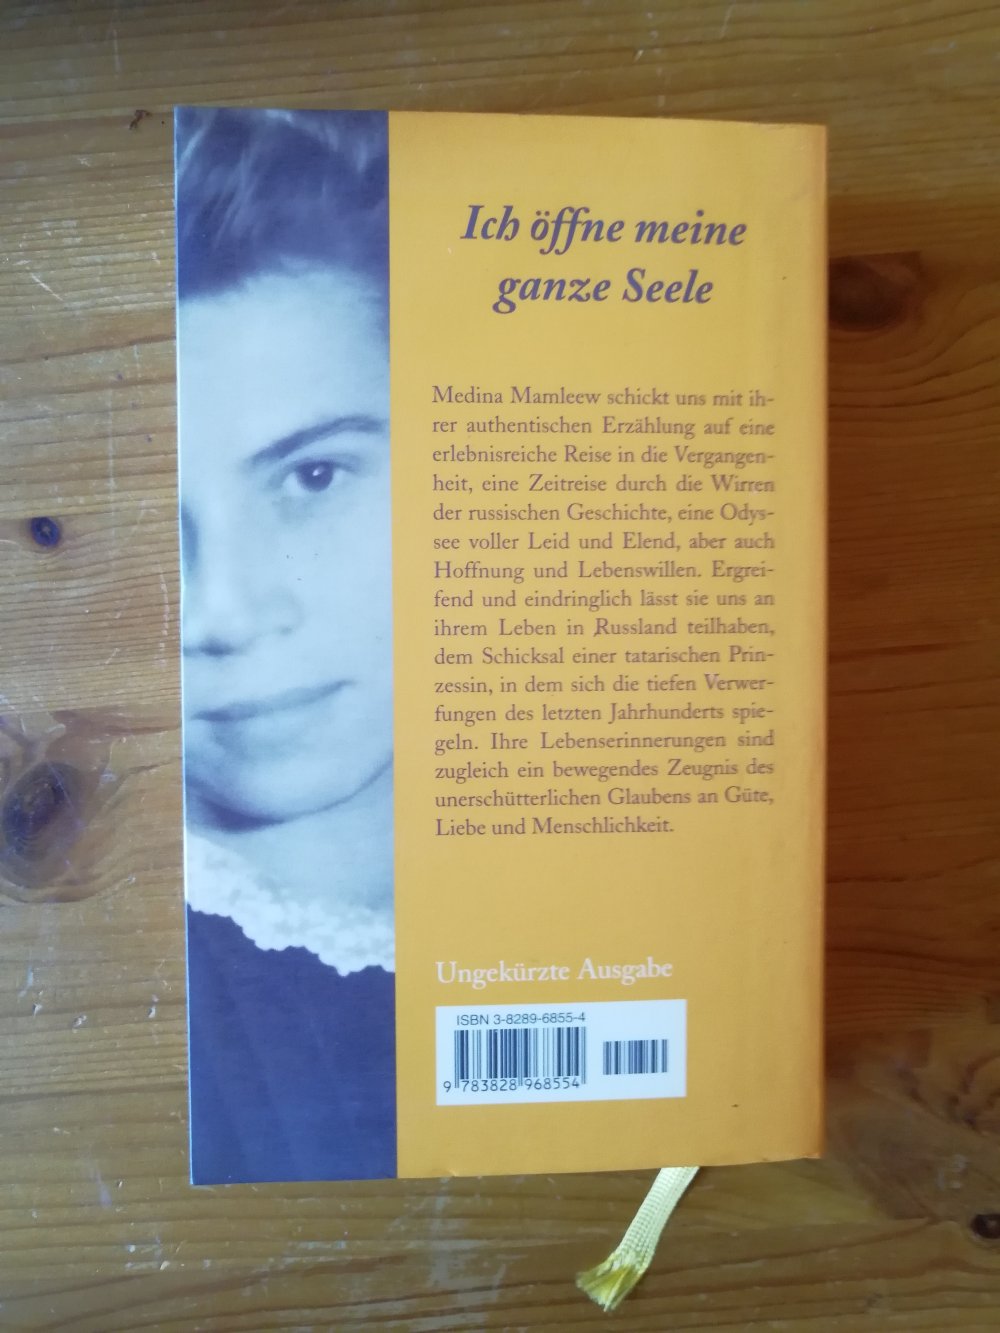 Ich öffne meine
ganze Seele
Medina Mamleew schickt uns mit ih-
rer authentischen Erzählung auf eine
erlebnisreiche Reise in die Vergangen-
heit, eine Zeitreise durch die Wirren
der russischen Geschichte, eine Odys-
see voller Leid und Elend, aber auch
Hoffnung und Lebenswillen. Ergrei-
fend und eindringlich lässt sie uns an
ihrem Leben in Russland teilhaben,
dem Schicksal einer tatarischen Prin-
zessin, in dem sich die tiefen Verwer-
fungen des letzten Jahrhunderts spie-
geln. Ihre Lebenserinnerungen sind
zugleich ein bewegendes Zeugnis des
unerschütterlichen Glaubens an Güte,
Liebe und Menschlichkeit.
Ungekürzte Ausgabe
ISBN 3-8289-6855-4
9 783828 968554